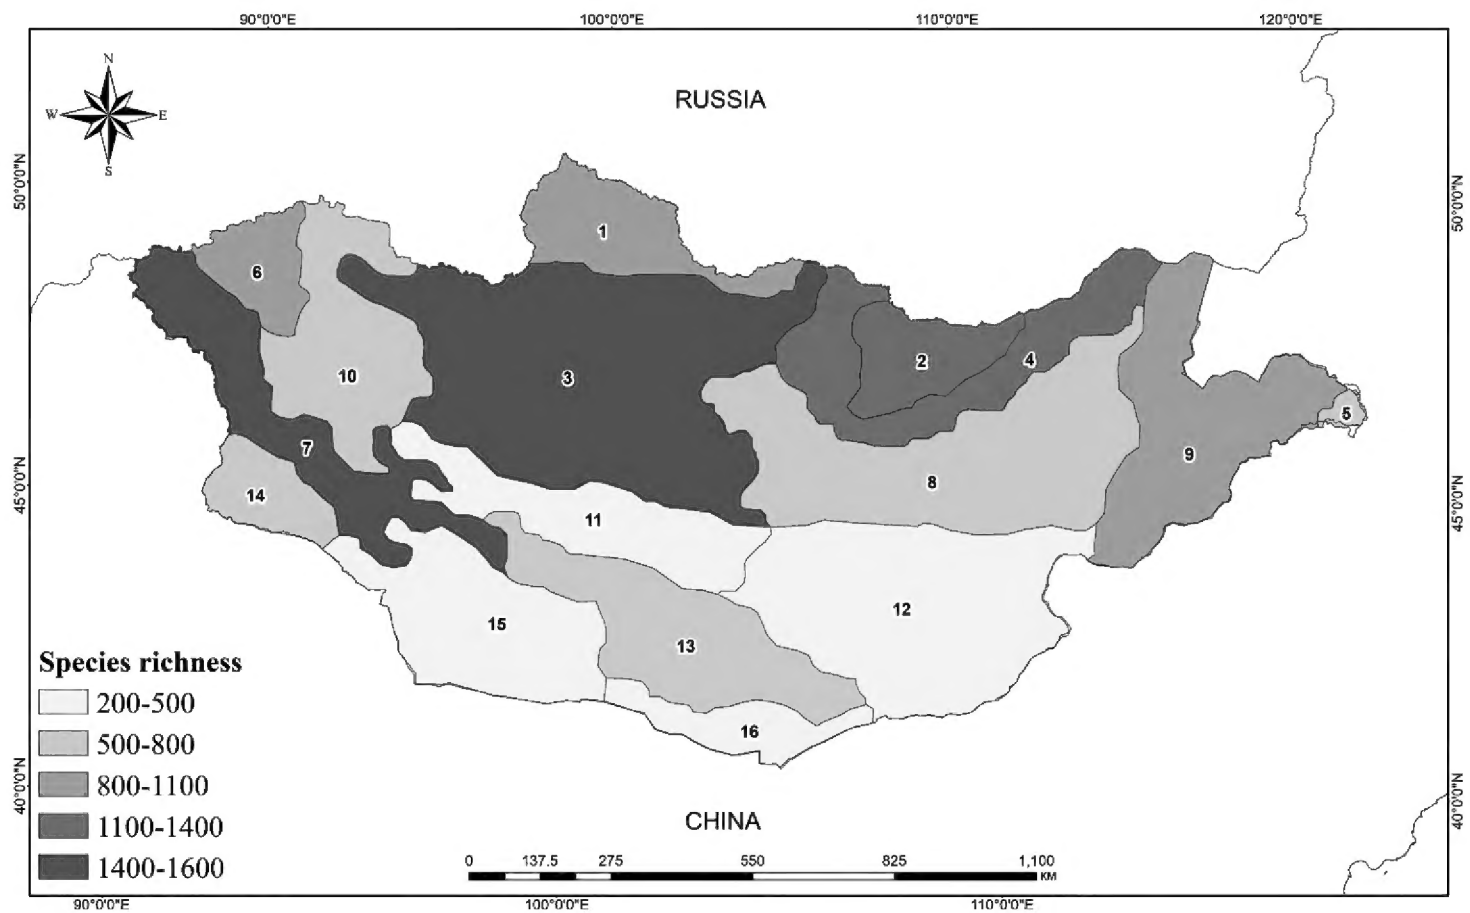 90°0'0"E 100°0'0"E 110°0'0"E 120°0'0"E
N
W E
S
RUSSIA
50°0'0"N 50°0'0"N
1
6
2
4
10
3
5
7
9
8
14
45°0'0"N 45°0'0"N
11
12
15
13
16
Species richness
200-500
500-800
800-1100
1100-1400
1400-1600
40°0'0"N 40°0'0"N
CHINA
0 137.5 275 550 825 1,100
KM
90°0'0"E 100°0'0"E 110°0'0"E